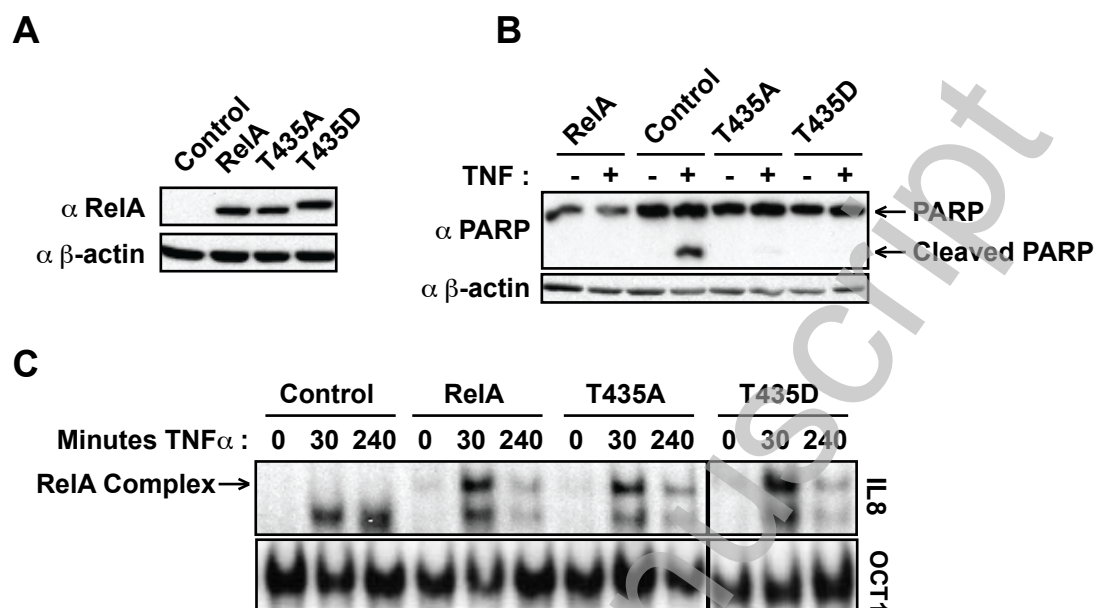 A
B
Control
RelA
T435A
T435D
α RelA
α β-actin
RelA
Control
T435A
T435D
TNF : - + - + - + - +
α PARP
PARP
Cleaved PARP
α β-actin
C
Control RelA T435A T435D
Minutes TNFα : 0 30 240 0 30 240 0 30 240 0 30 240
RelA Complex
IL8
OCT1
uscript